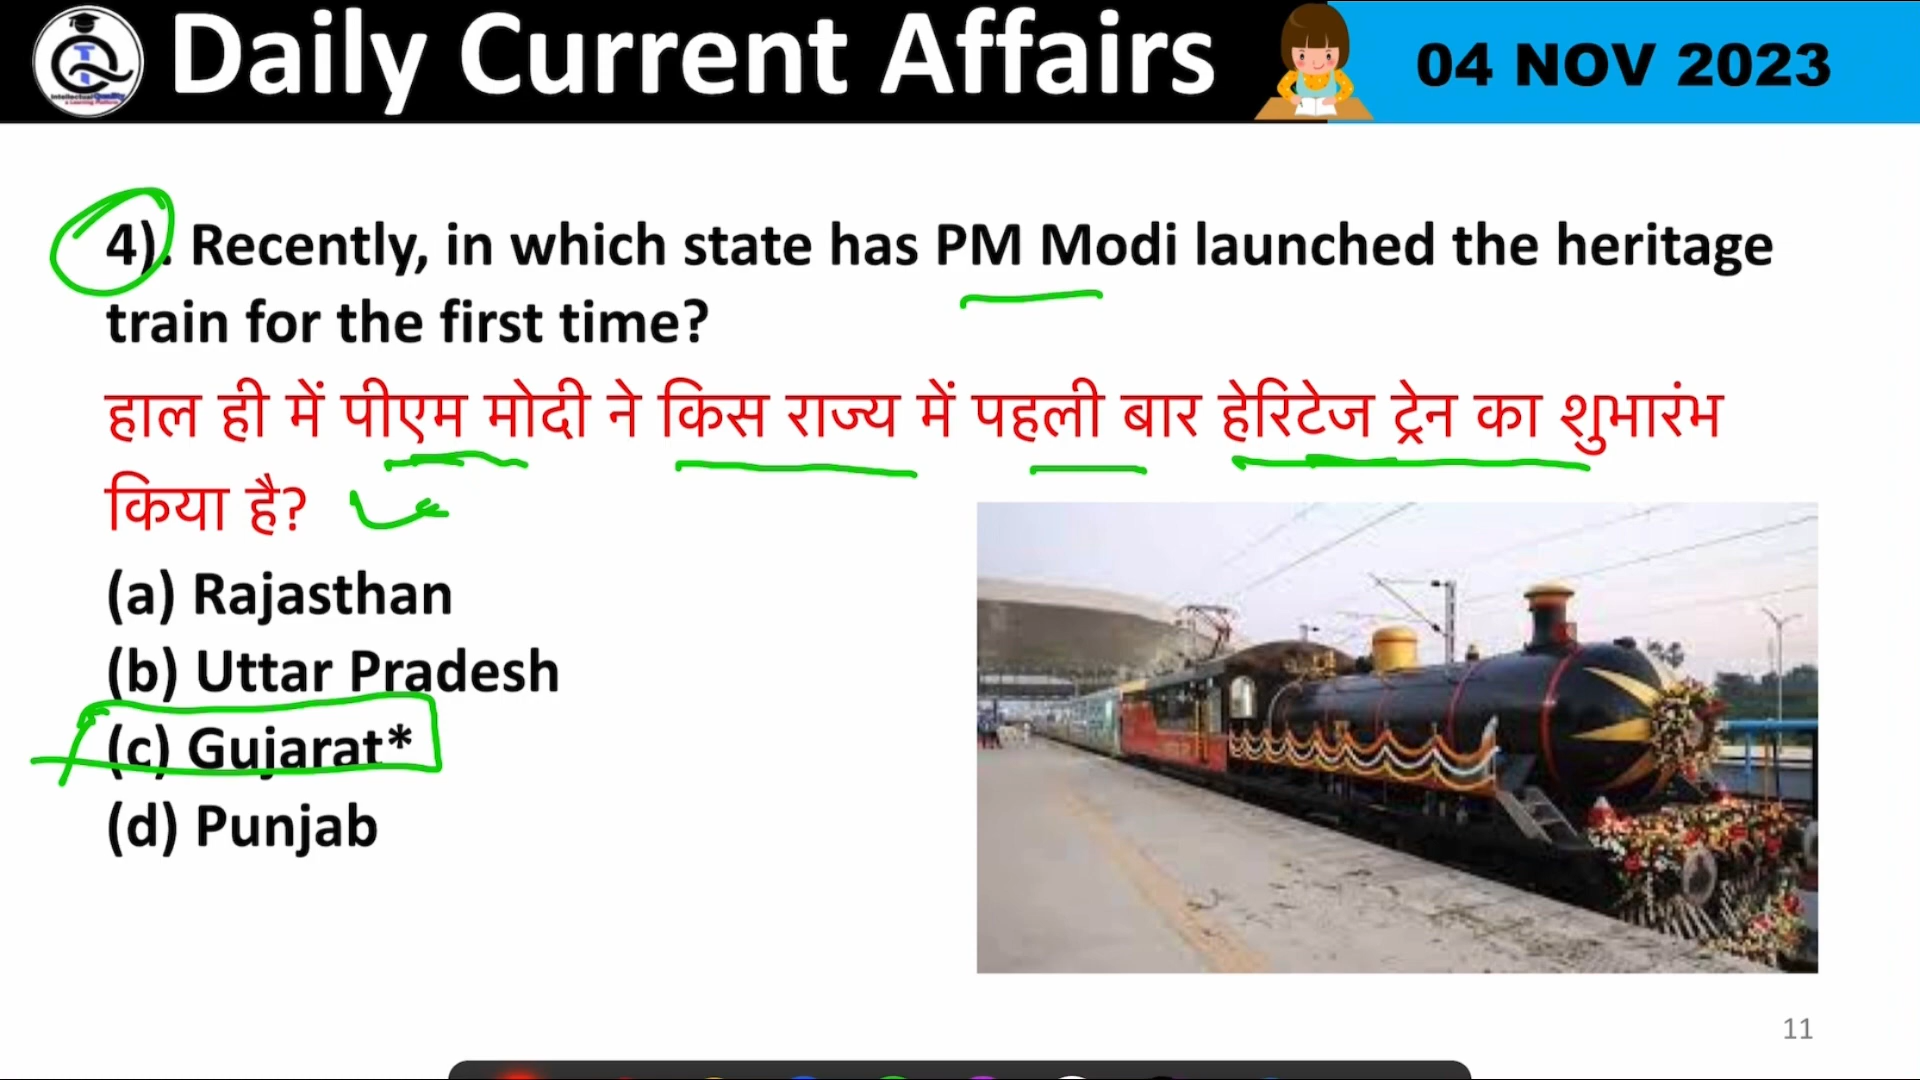 Daily Current Affairs
04 NOV 2023
4). Recently, in which state has PM Modi launched the heritage
train for the first time?
हाल ही में पीएम मोदी ने किस राज्य में पहली बार हेरिटेज ट्रेन का शुभारंभ
किया है?
(a) Rajasthan
(b) Uttar Pradesh
(c) Gujarat*
(d) Punjab
11